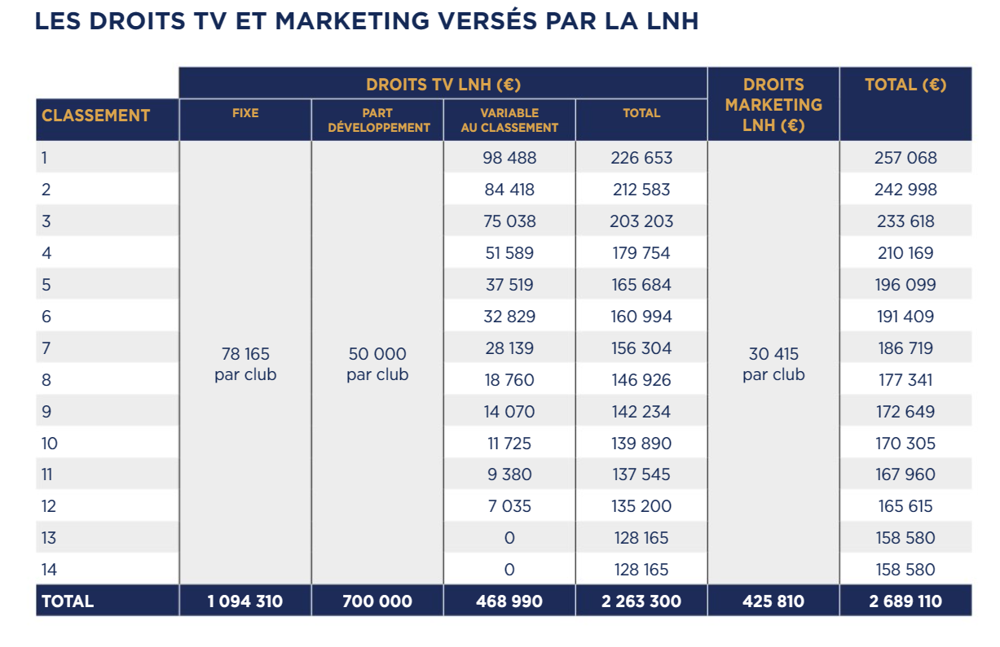 LES DROITS TV ET MARKETING VERSÉS PAR LA LNH
DROITS TV LNH (€)
DROITS
MARKETING
LNH (€)
TOTAL (€)
CLASSEMENT
FIXE
PART
DÉVELOPPEMENT
VARIABLE
AU CLASSEMENT
TOTAL
1 98 488 226 653 257 068
2 84 418 212 583 242 998
3 75 038 203 203 233 618
4 51 589 179 754 210 169
5 37 519 165 684 196 099
6 32 829 160 994 191 409
7 28 139 156 304 186 719
78 165
par club
50 000
par club
30 415
par club
8 18 760 146 926 177 341
9 14 070 142 234 172 649
10 11 725 139 890 170 305
11 9 380 137 545 167 960
12 7 035 135 200 165 615
13 0 128 165 158 580
14 0 128 165 158 580
TOTAL 1 094 310 700 000 468 990 2 263 300 425 810 2 689 110